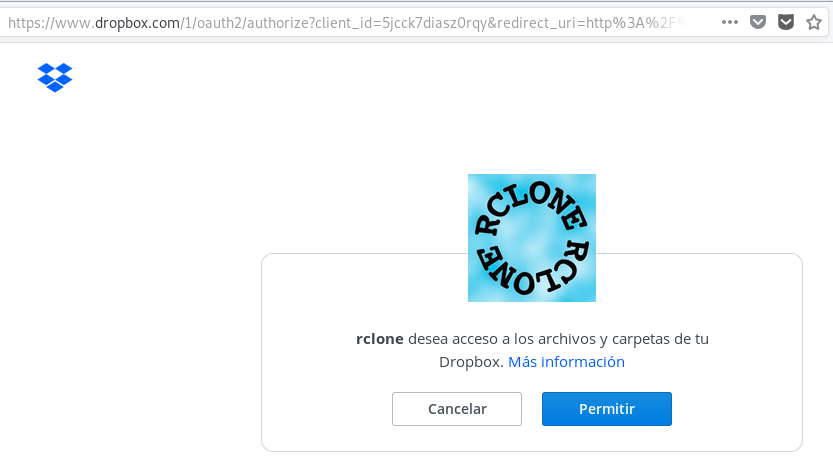 https://www.dropbox.com/1/oauth2/authorize?client_id=5jcck7diasz0rqy&redirect_uri=http%3A%2F%
RCLONE RCLONE
rclone desea acceso a los archivos y carpetas de tu
Dropbox. Más información
Cancelar Permitir